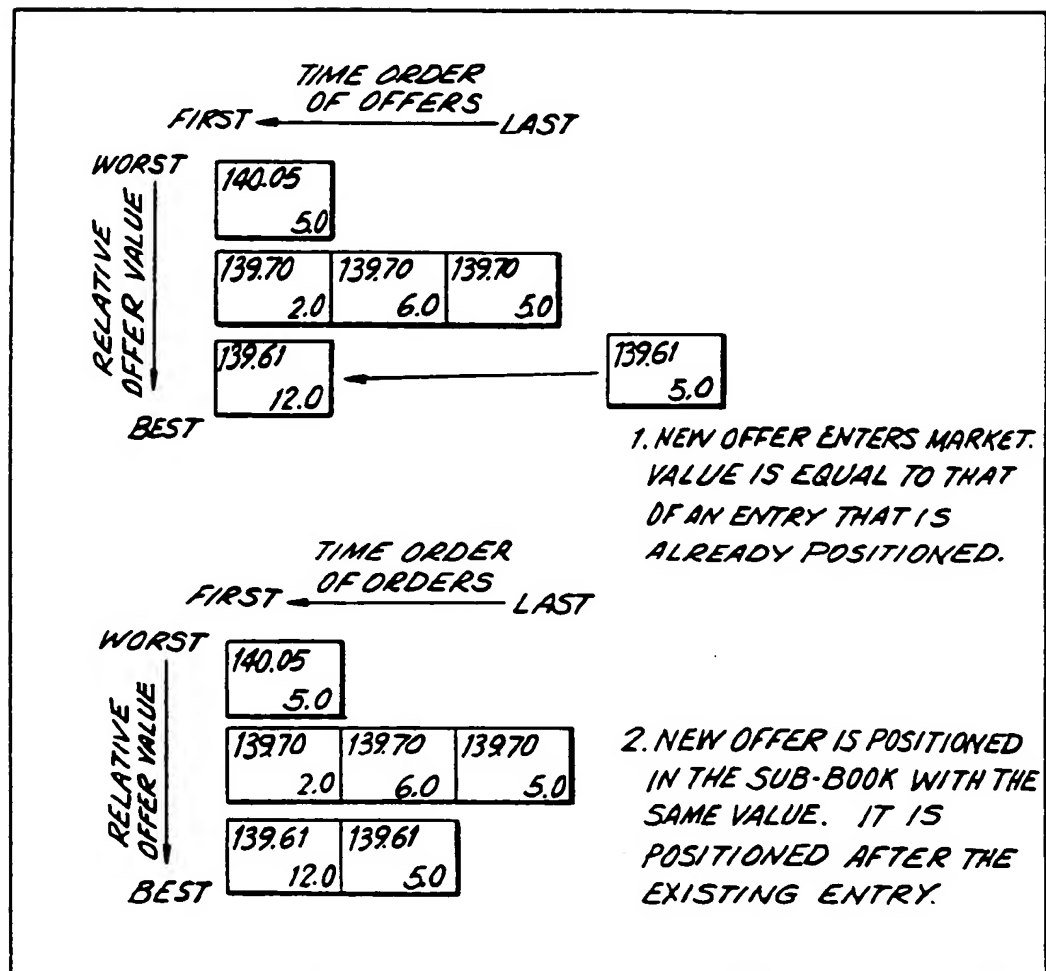 TIME ORDER
OF OFFERS
FIRST LAST
WORST
RELATIVE
OFFER VALUE
140.05
5.0
139.70 139.70 139.70
2.0 6.0 5.0
139.61 139.61
12.0 5.0
BEST
1. NEW OFFER ENTERS MARKET.
VALUE IS EQUAL TO THAT
OF AN ENTRY THAT IS
ALREADY POSITIONED.
TIME ORDER
OF ORDERS
FIRST LAST
WORST
RELATIVE
OFFER VALUE
140.05
5.0
139.70 139.70 139.70
2.0 6.0 5.0
139.61 139.61
12.0 5.0
BEST
2. NEW OFFER IS POSITIONED
IN THE SUB-BOOK WITH THE
SAME VALUE. IT IS
POSITIONED AFTER THE
EXISTING ENTRY.